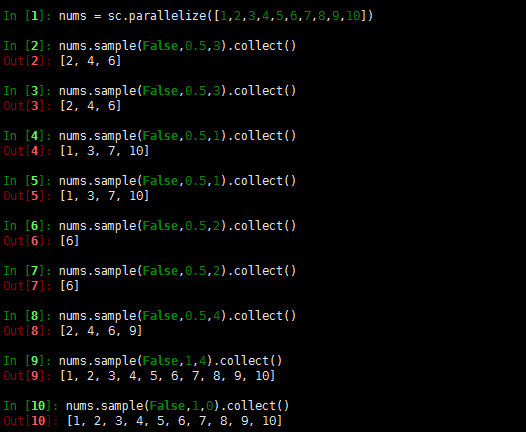 In [1]: nums = sc.parallelize([1,2,3,4,5,6,7,8,9,10])
In [2]: nums.sample(False,0.5,3).collect()
Out[2]: [2, 4, 6]
In [3]: nums.sample(False,0.5,3).collect()
Out[3]: [2, 4, 6]
In [4]: nums.sample(False,0.5,1).collect()
Out[4]: [1, 3, 7, 10]
In [5]: nums.sample(False,0.5,1).collect()
Out[5]: [1, 3, 7, 10]
In [6]: nums.sample(False,0.5,2).collect()
Out[6]: [6]
In [7]: nums.sample(False,0.5,2).collect()
Out[7]: [6]
In [8]: nums.sample(False,0.5,4).collect()
Out[8]: [2, 4, 6, 9]
In [9]: nums.sample(False,1,4).collect()
Out[9]: [1, 2, 3, 4, 5, 6, 7, 8, 9, 10]
In [10]: nums.sample(False,1,0).collect()
Out[10]: [1, 2, 3, 4, 5, 6, 7, 8, 9, 10]